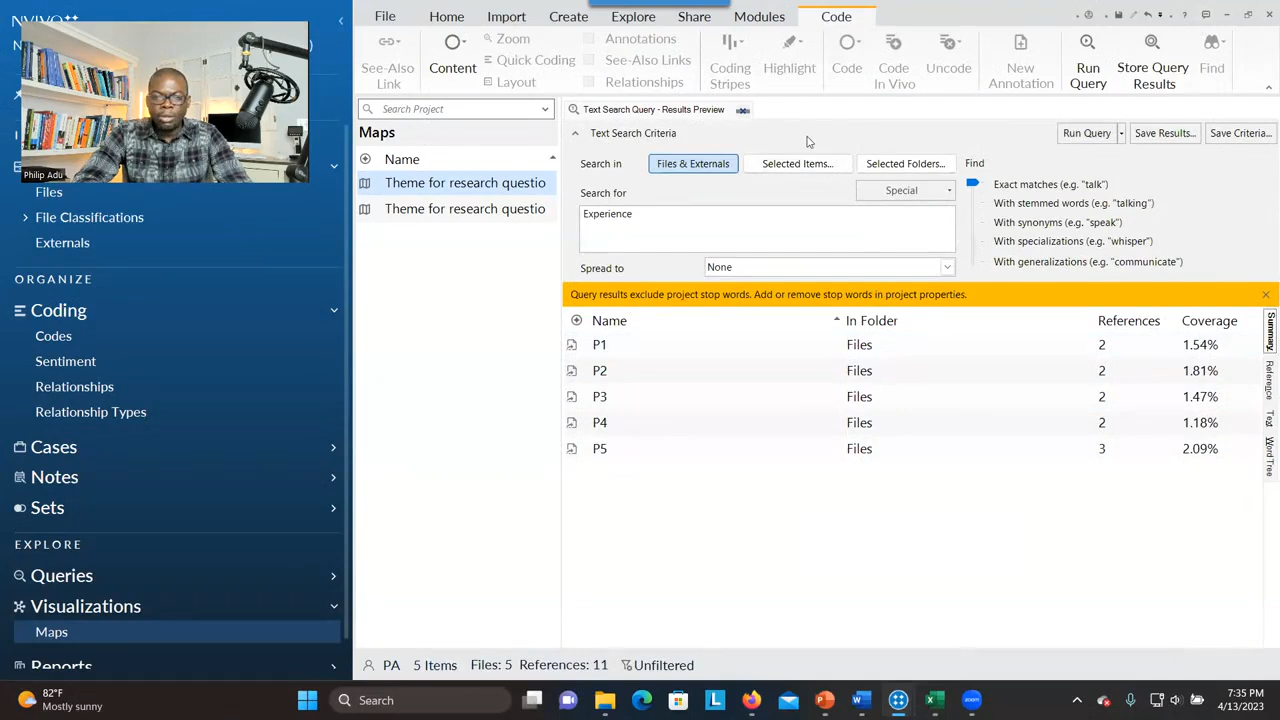 NVIVO
File Home Import Create Explore Share Modules Code
See-Also Link
Content
Zoom
Quick Coding
Layout
Annotations
See-Also Links
Relationships
Coding Stripes
Highlight
Code
Code In Vivo
Uncode
New Annotation
Run Query
Store Query Results
Find
Philip Adu
Files
File Classifications
Externals
ORGANIZE
Coding
Codes
Sentiment
Relationships
Relationship Types
Cases
Notes
Sets
EXPLORE
Queries
Visualizations
Maps
Reports
Search Project
Maps
Name
Theme for research questio
Theme for research questio
Text Search Query - Results Preview
Text Search Criteria
Run Query Save Results... Save Criteria...
Search in Files & Externals Selected Items... Selected Folders...
Find
Search for Special
Experience
Exact matches (e.g. "talk")
With stemmed words (e.g. "talking")
With synonyms (e.g. "speak")
With specializations (e.g. "whisper")
With generalizations (e.g. "communicate")
Spread to None
Query results exclude project stop words. Add or remove stop words in project properties.
Name In Folder References Coverage
P1 Files 2 1.54%
P2 Files 2 1.81%
P3 Files 2 1.47%
P4 Files 2 1.18%
P5 Files 3 2.09%
Summary
Reference
Text
Word Tree
PA 5 Items Files: 5 References: 11 Unfiltered
82°F
Mostly sunny
Search
7:35 PM
4/13/2023